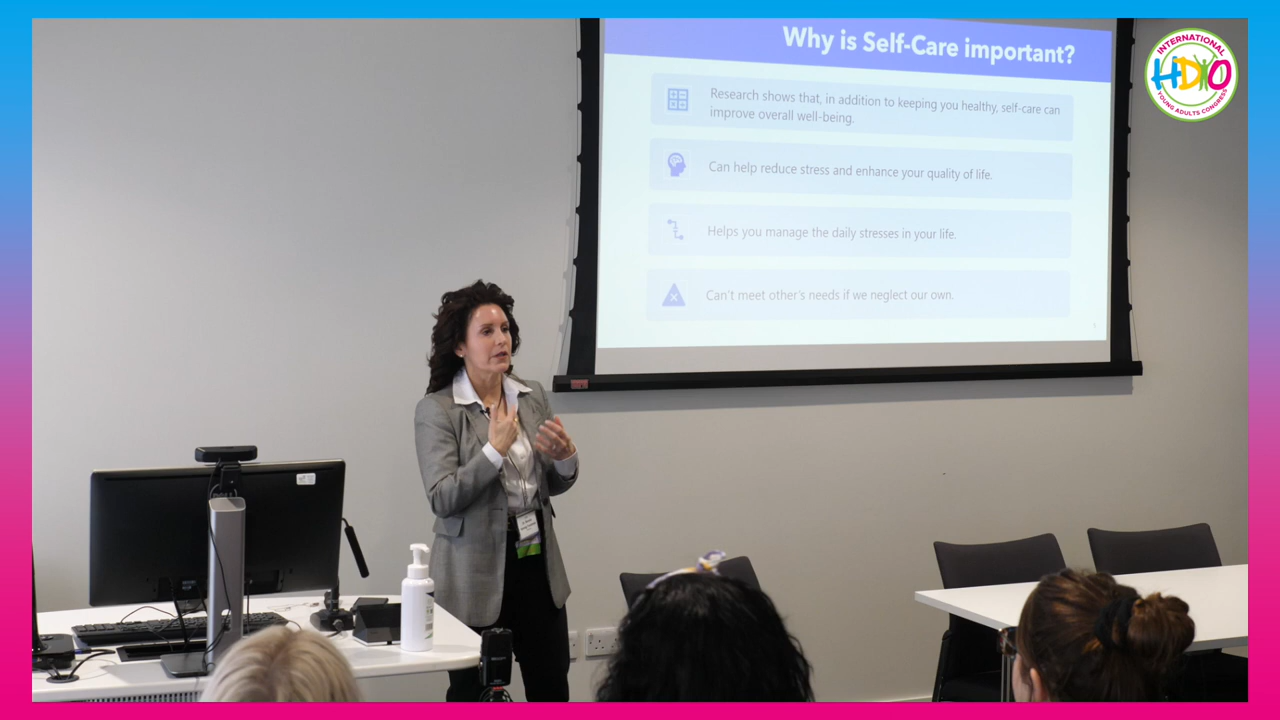 Why is Self-Care important?
Research shows that, in addition to keeping you healthy, self-care can
improve overall well-being.
Can help reduce stress and enhance your quality of life.
Helps you manage the daily stresses in your life.
Can't meet other's needs if we neglect our own.
INTERNATIONAL
HDYO
YOUNG ADULTS CONGRESS
DELL